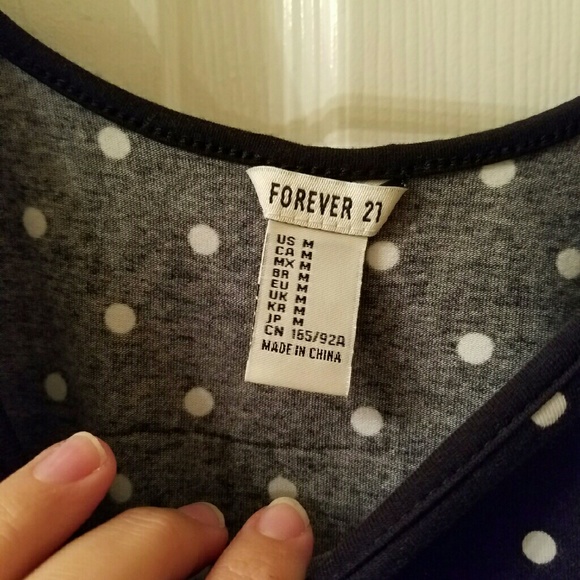 FOREVER 21
US M
CA M
MX M
BR M
EU M
UK M
KR M
JP M
CN 165/92A
MADE IN CHINA